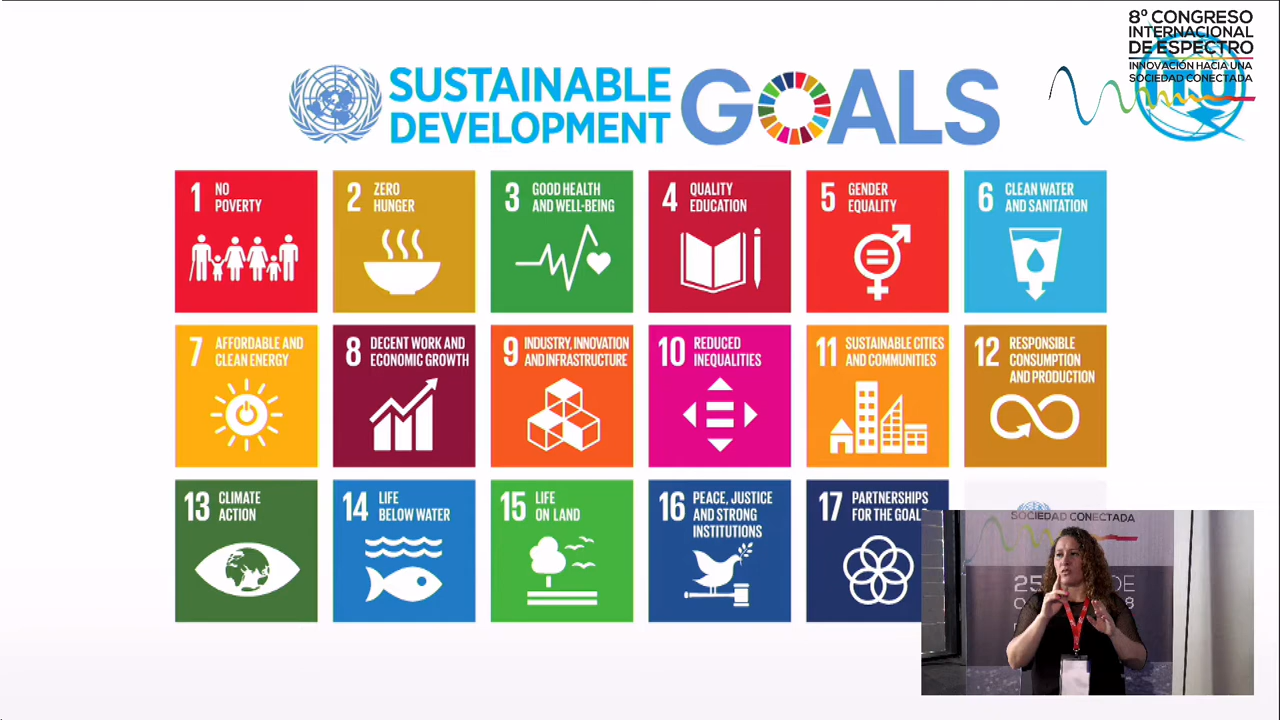 8º CONGRESO
INTERNACIONAL
DE ESPECTRO
INNOVACIÓN HACIA UNA
SOCIEDAD CONECTADA
SUSTAINABLE
DEVELOPMENT
GOALS
1 NO
POVERTY
2 ZERO
HUNGER
3 GOOD HEALTH
AND WELL-BEING
4 QUALITY
EDUCATION
5 GENDER
EQUALITY
6 CLEAN WATER
AND SANITATION
7 AFFORDABLE AND
CLEAN ENERGY
8 DECENT WORK AND
ECONOMIC GROWTH
9 INDUSTRY, INNOVATION
AND INFRASTRUCTURE
10 REDUCED
INEQUALITIES
11 SUSTAINABLE CITIES
AND COMMUNITIES
12 RESPONSIBLE
CONSUMPTION
AND PRODUCTION
13 CLIMATE
ACTION
14 LIFE
BELOW WATER
15 LIFE
ON LAND
16 PEACE, JUSTICE
AND STRONG
INSTITUTIONS
17 PARTNERSHIPS
FOR THE GOAL
SOCIEDAD CONECTADA
25
DE